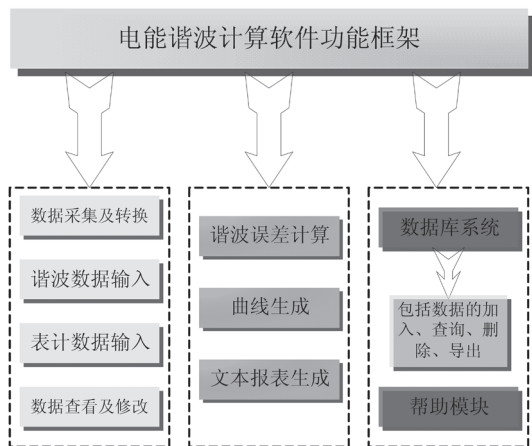 电能谐波计算软件功能框架
数据采集及转换
谐波数据输入
表计数据输入
数据查看及修改
谐波误差计算
曲线生成
文本报表生成
数据库系统
包括数据的加
入、查询、删
除、导出
帮助模块